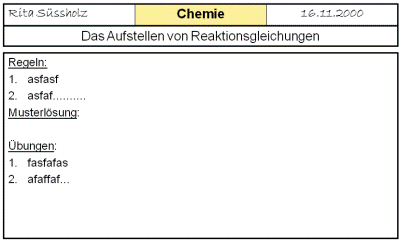 Rita Süssholz Chemie 16.11.2000
Das Aufstellen von Reaktionsgleichungen
Regeln:
1. asfasf
2. asfaf..........
Musterlösung:
Übungen:
1. fasfafas
2. afaffaf...